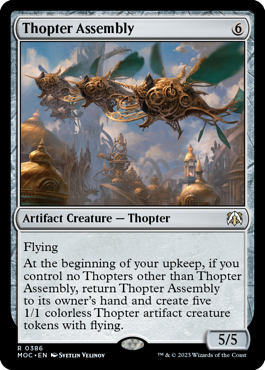 Thopter Assembly 6
Artifact Creature — Thopter
Flying
At the beginning of your upkeep, if you
control no Thopters other than Thopter
Assembly, return Thopter Assembly
to its owner's hand and create five
1/1 colorless Thopter artifact creature
tokens with flying.
5/5
R 0386
MOC • EN Svetlin Velinov
™ & © 2023 Wizards of the Coast